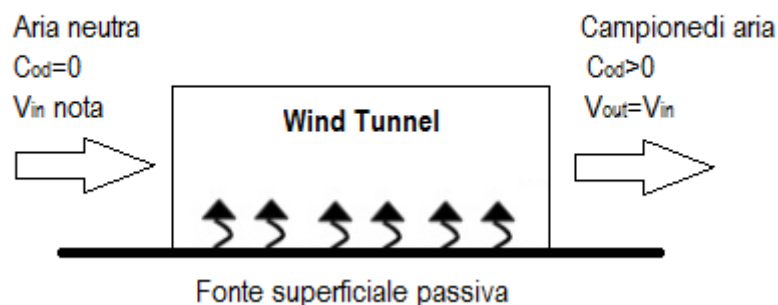 Aria neutra
Cod=0
Vin nota
Wind Tunnel
Campionedi aria
Cod>0
Vout=Vin
Fonte superficiale passiva